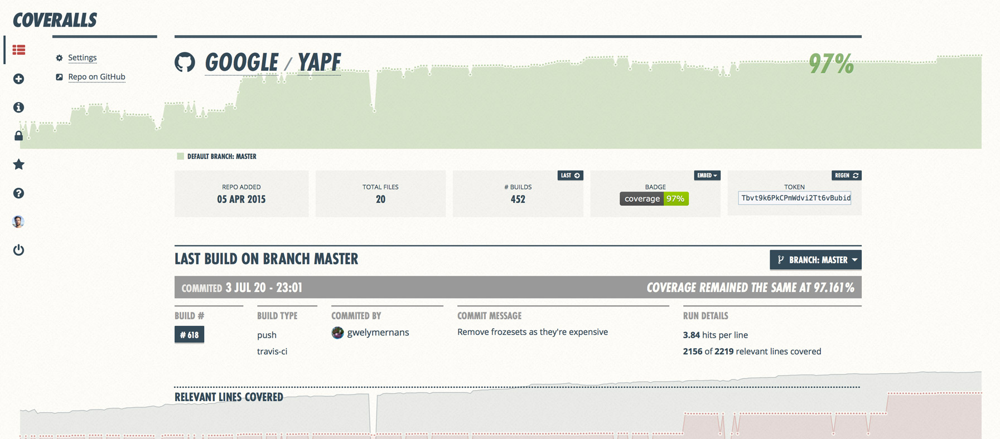 COVERALLS
Settings
Repo on GitHub
GOOGLE / YAPF
97%
DEFAULT BRANCH: MASTER
REPO ADDED
05 APR 2015
TOTAL FILES
20
LAST
# BUILDS
452
EMBED
BADGE
coverage 97%
REGEN
TOKEN
Tbvt9k6PkCPmWdvi2Tt6vBubid
LAST BUILD ON BRANCH MASTER
BRANCH: MASTER
COMMITED 3 JUL 20 - 23:01
COVERAGE REMAINED THE SAME AT 97.161%
BUILD #
BUILD TYPE
COMMITED BY
COMMIT MESSAGE
RUN DETAILS
# 618
push
gwelymernans
Remove frozesets as they're expensive
3.84 hits per line
travis-ci
2156 of 2219 relevant lines covered
RELEVANT LINES COVERED